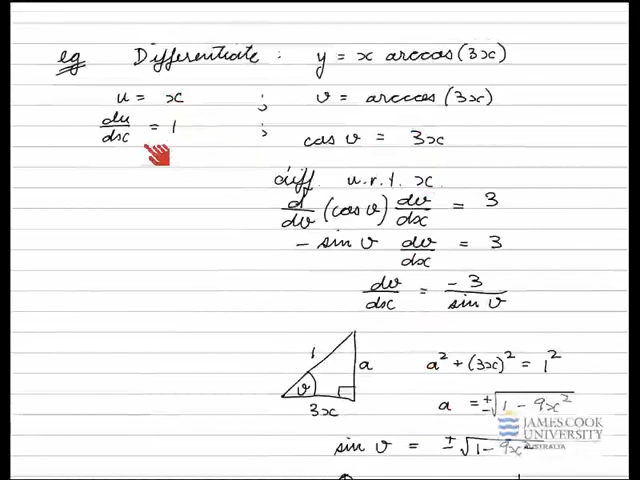 eg Differentiate : y = x arccos(3x)
u = x ; v = arccos(3x)
du/dx = 1 ; cos v = 3x
diff. w.r.t. x.
d/dv (cos v) dv/dx = 3
- sin v dv/dx = 3
dv/dx = -3/sin v
1 a v 3x
a² + (3x)² = 1²
a = ±√1 - 9x²
sin v = ±√1 - 9x²
JAMES COOK
UNIVERSITY
AUSTRALIA